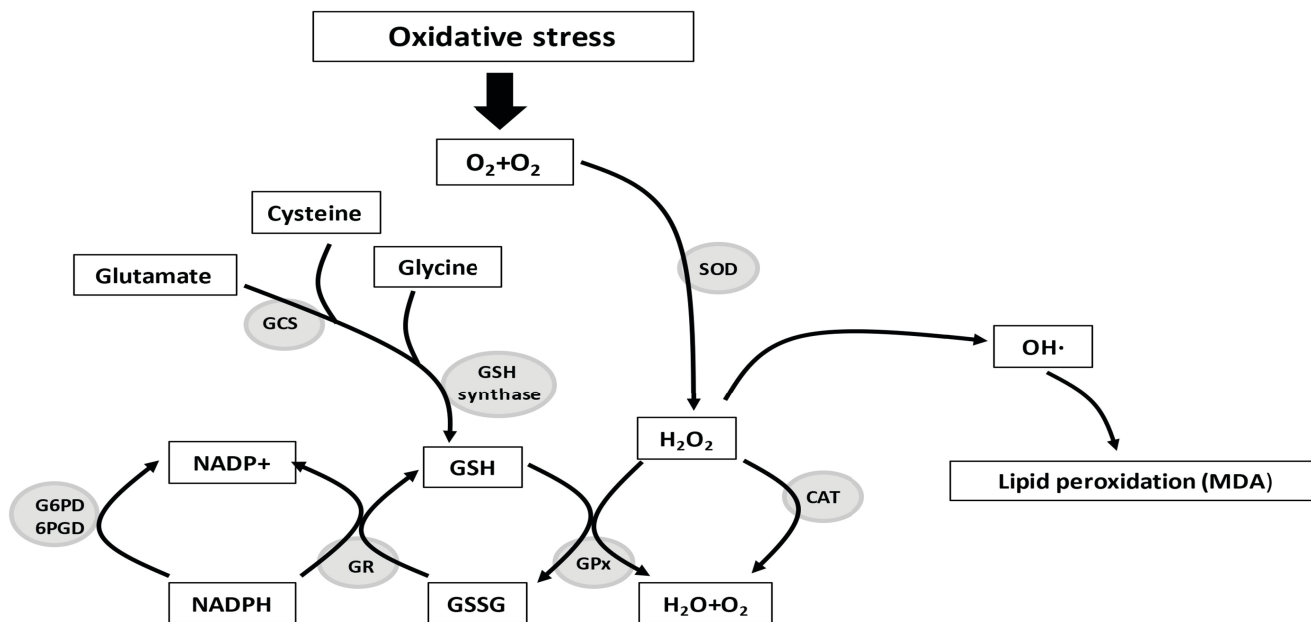 Oxidative stress
O₂+O₂
Cysteine
Glycine
Glutamate
SOD
GCS
OH·
GSH
synthase
H₂O₂
NADP+
GSH
Lipid peroxidation (MDA)
G6PD
6PGD
CAT
GR
GPx
NADPH
GSSG
H₂O+O₂